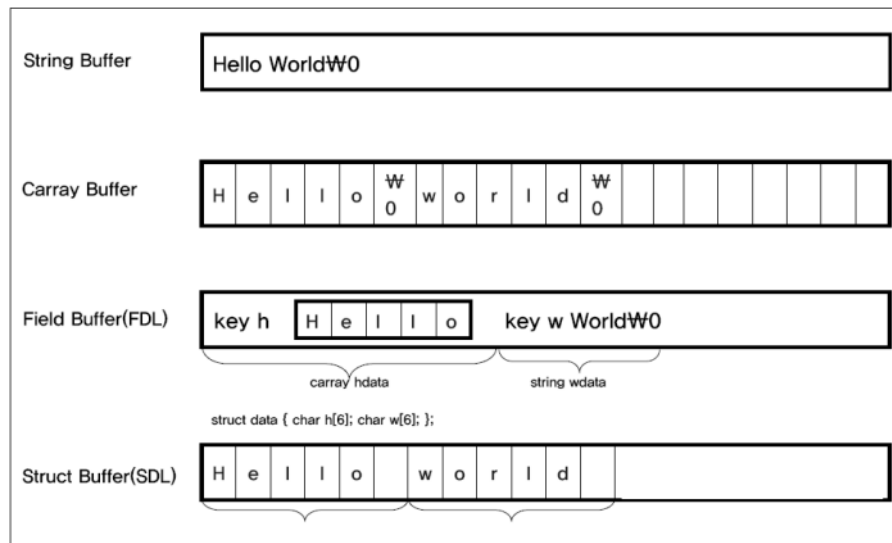 String Buffer
Hello World₩0
Carray Buffer
H e l l o ₩0 w o r l d ₩0
Field Buffer(FDL)
key h H e l l o key w World₩0
carray hdata string wdata
struct data { char h[6]; char w[6]; };
Struct Buffer(SDL)
H e l l o w o r l d